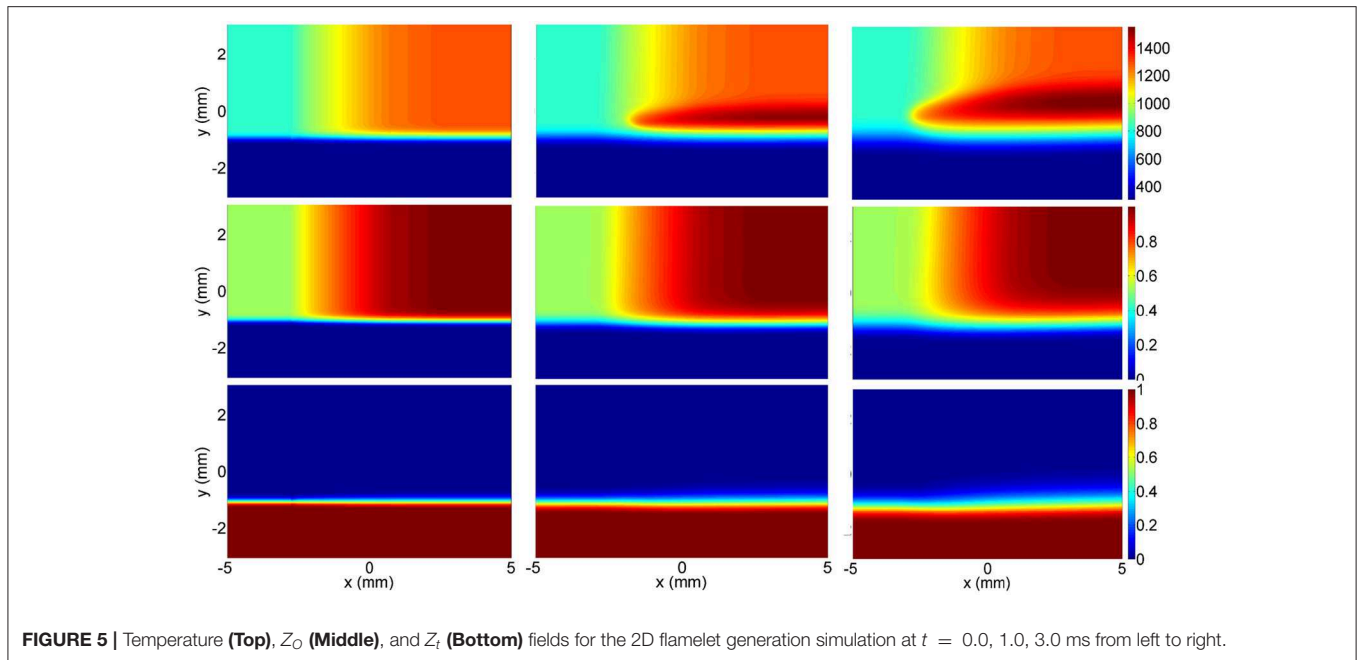 2
0
-2
y (mm)
1400
1200
1000
800
600
400
2
0
-2
y (mm)
0.8
0.6
0.4
0.2
0
2
0
-2
y (mm)
1
0.8
0.6
0.4
0.2
0
-5 0 5
x (mm)
-5 0 5
x (mm)
-5 0 5
x (mm)
FIGURE 5 | Temperature (Top), Z_O (Middle), and Z_t (Bottom) fields for the 2D flamelet generation simulation at t = 0.0, 1.0, 3.0 ms from left to right.